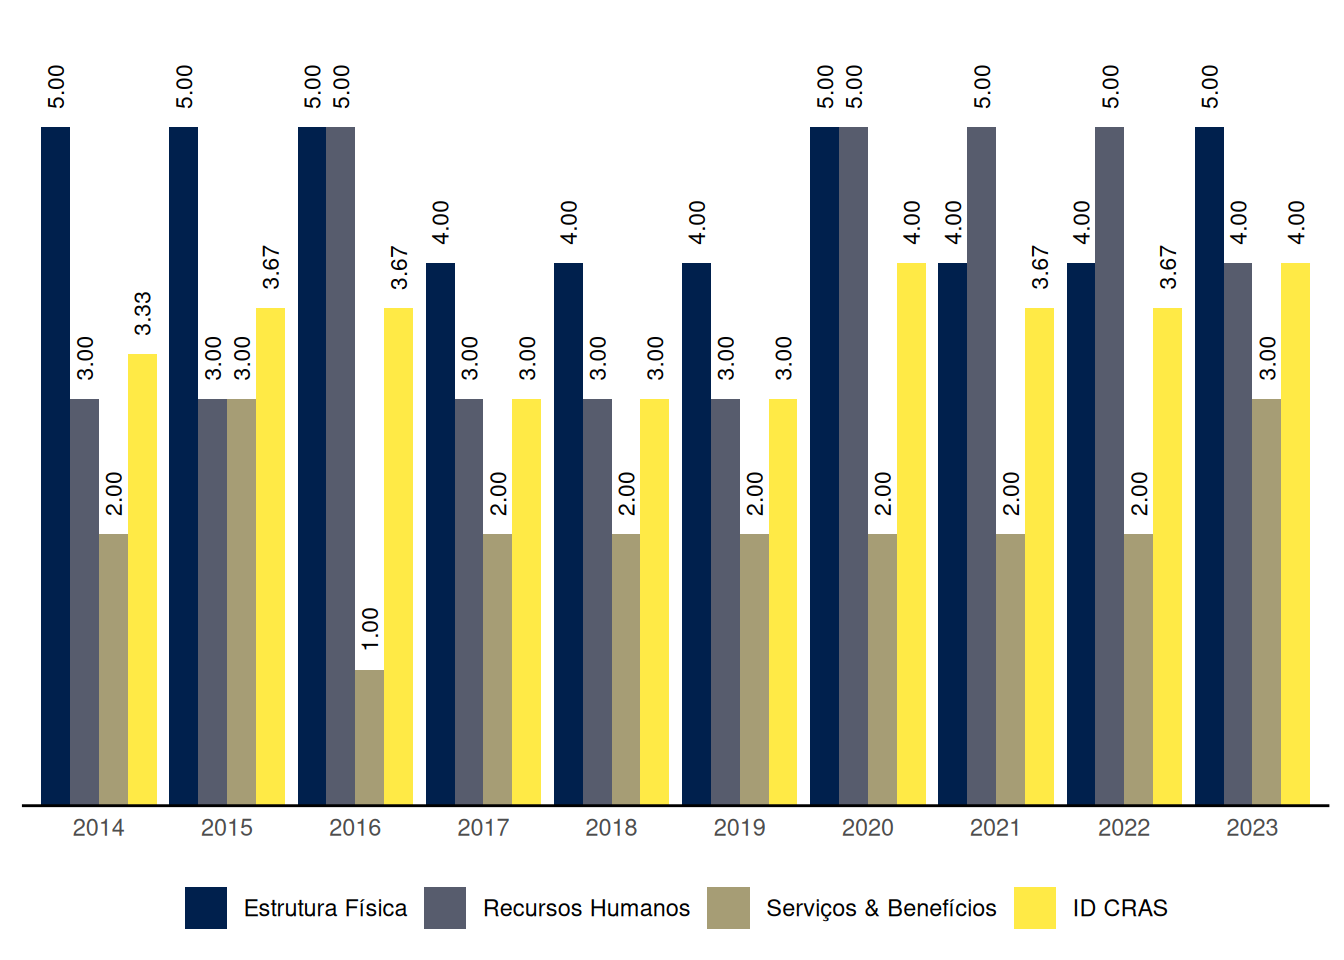 5.00 5.00 5.00 5.00 5.00 5.00 5.00 5.00 5.00
4.00 4.00 4.00 4.00 4.00 4.00 4.00 4.00
3.67 3.67 3.67 3.67
3.33
3.00 3.00 3.00 3.00 3.00 3.00 3.00 3.00 3.00 3.00
2.00 2.00 2.00 2.00 2.00 2.00 2.00
1.00
2014 2015 2016 2017 2018 2019 2020 2021 2022 2023
Estrutura Física Recursos Humanos Serviços & Benefícios ID CRAS